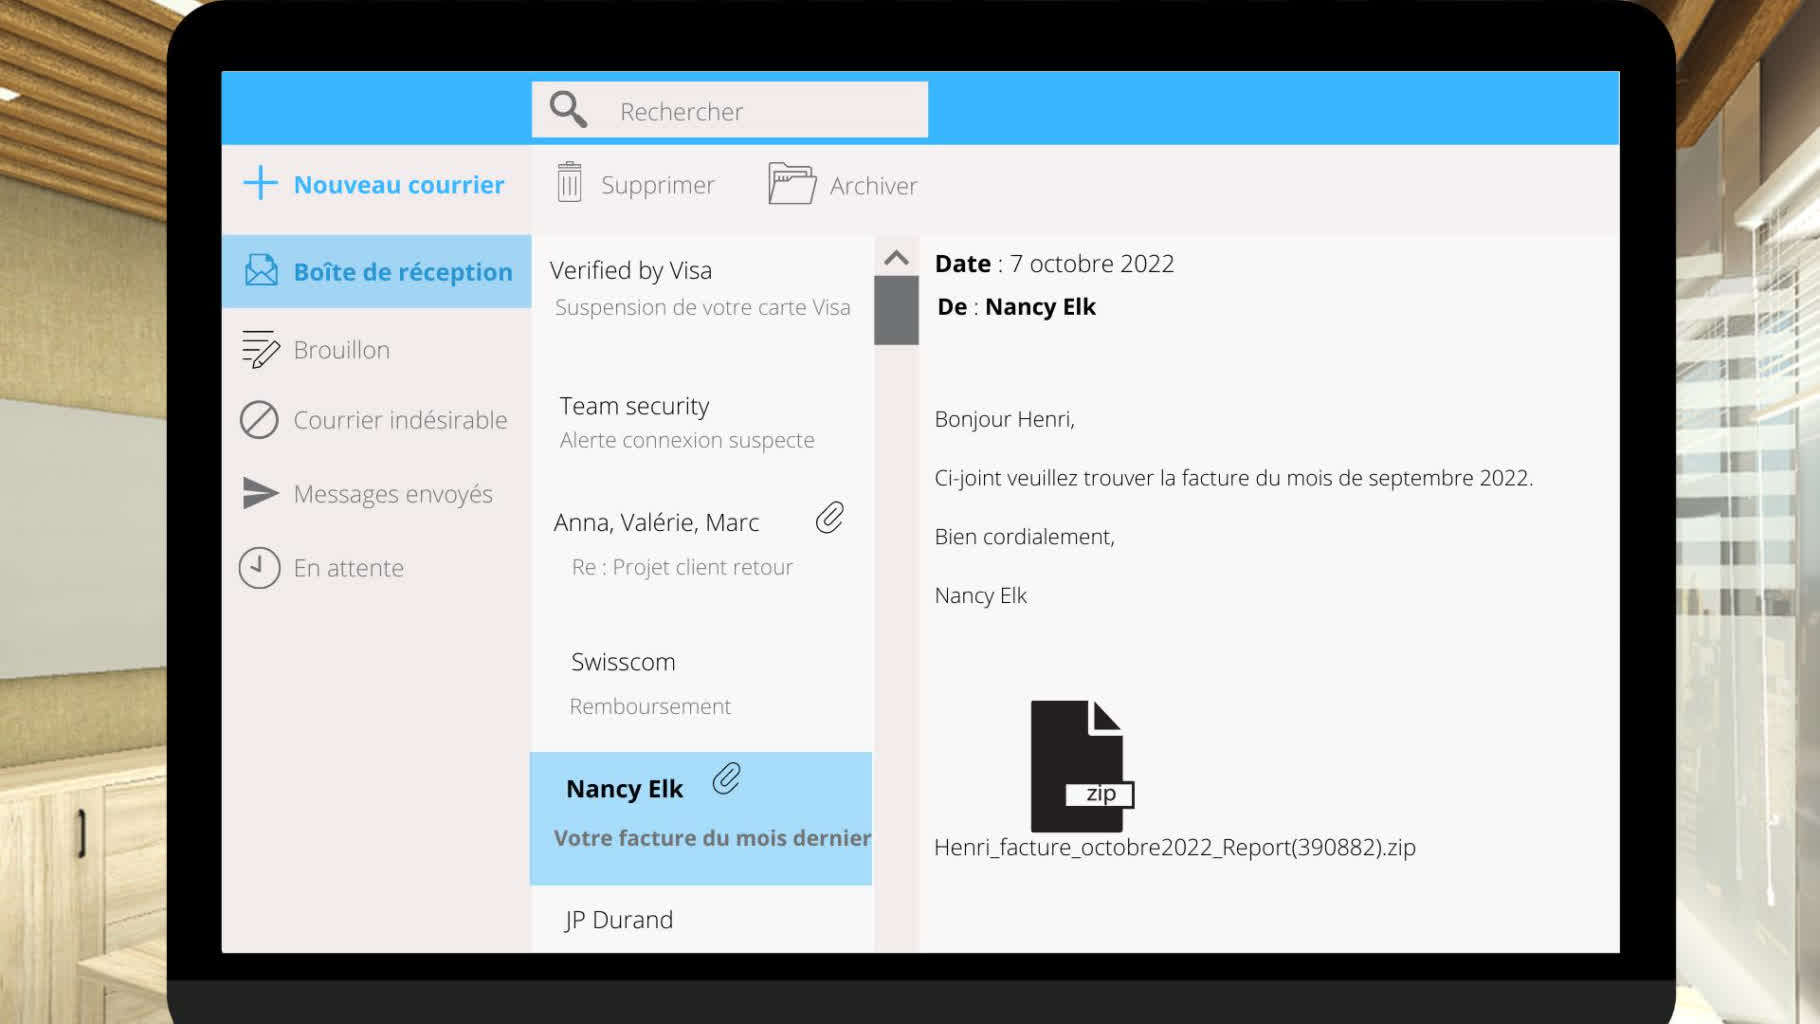 Rechercher
Nouveau courrier
Supprimer
Archiver
Boîte de réception
Brouillon
Courrier indésirable
Messages envoyés
En attente
Verified by Visa
Suspension de votre carte Visa
Team security
Alerte connexion suspecte
Anna, Valérie, Marc
Re : Projet client retour
Swisscom
Remboursement
Nancy Elk
Votre facture du mois dernier
JP Durand
Date : 7 octobre 2022
De : Nancy Elk
Bonjour Henri,
Ci-joint veuillez trouver la facture du mois de septembre 2022.
Bien cordialement,
Nancy Elk
zip
Henri_facture_octobre2022_Report(390882).zip